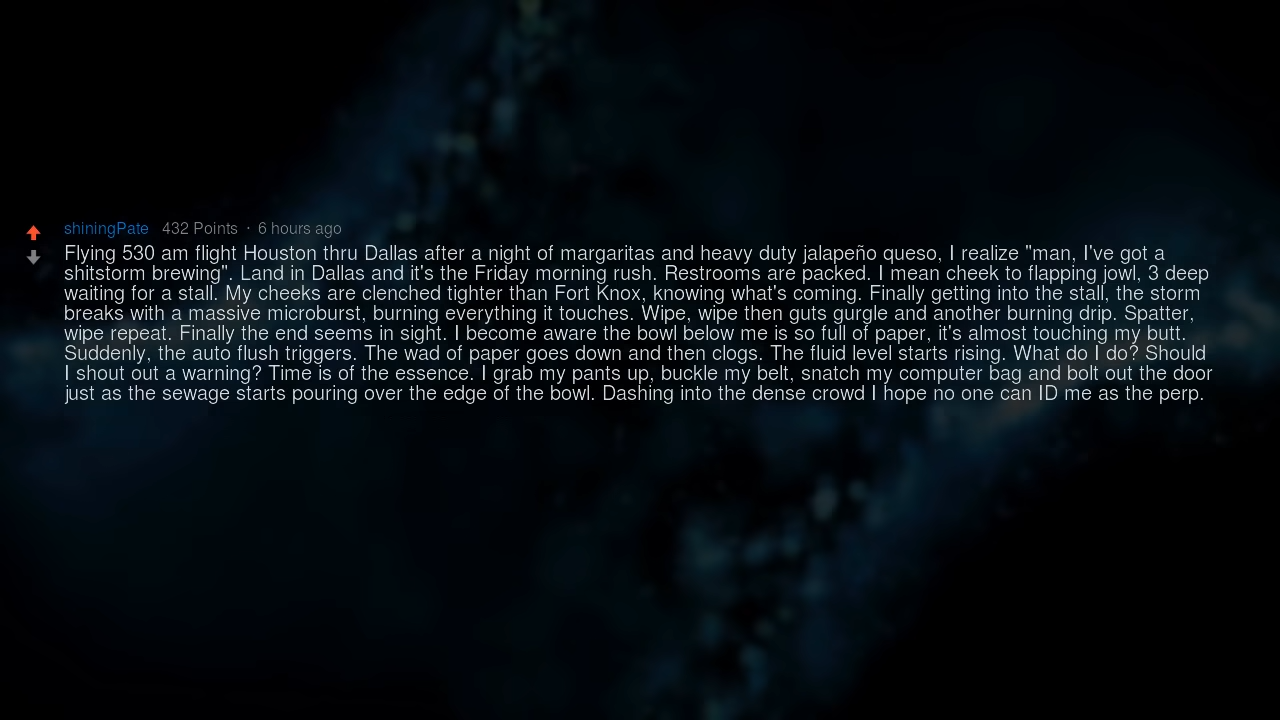 shiningPate 432 Points · 6 hours ago
Flying 530 am flight Houston thru Dallas after a night of margaritas and heavy duty jalapeño queso, I realize "man, I've got a
shitstorm brewing". Land in Dallas and it's the Friday morning rush. Restrooms are packed. I mean cheek to flapping jowl, 3 deep
waiting for a stall. My cheeks are clenched tighter than Fort Knox, knowing what's coming. Finally getting into the stall, the storm
breaks with a massive microburst, burning everything it touches. Wipe, wipe then guts gurgle and another burning drip. Spatter,
wipe repeat. Finally the end seems in sight. I become aware the bowl below me is so full of paper, it's almost touching my butt.
Suddenly, the auto flush triggers. The wad of paper goes down and then clogs. The fluid level starts rising. What do I do? Should
I shout out a warning? Time is of the essence. I grab my pants up, buckle my belt, snatch my computer bag and bolt out the door
just as the sewage starts pouring over the edge of the bowl. Dashing into the dense crowd I hope no one can ID me as the perp.